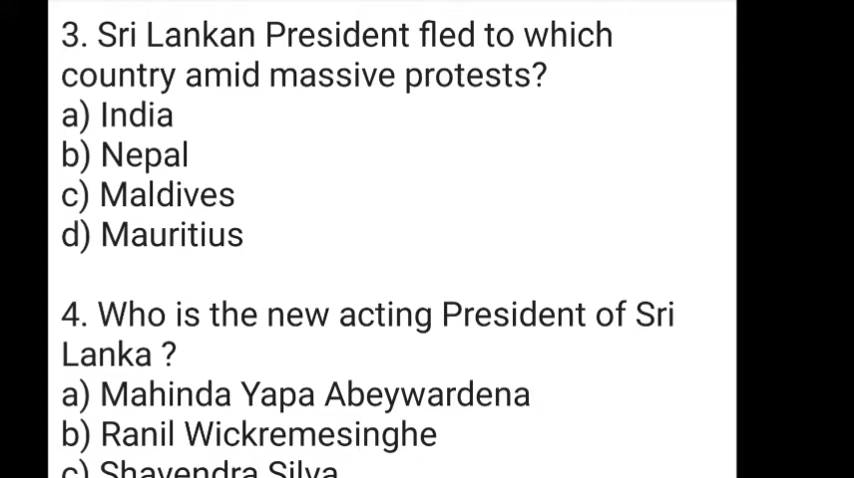 3. Sri Lankan President fled to which
country amid massive protests?
a) India
b) Nepal
c) Maldives
d) Mauritius
4. Who is the new acting President of Sri
Lanka ?
a) Mahinda Yapa Abeywardena
b) Ranil Wickremesinghe
c) Shavendra Silva